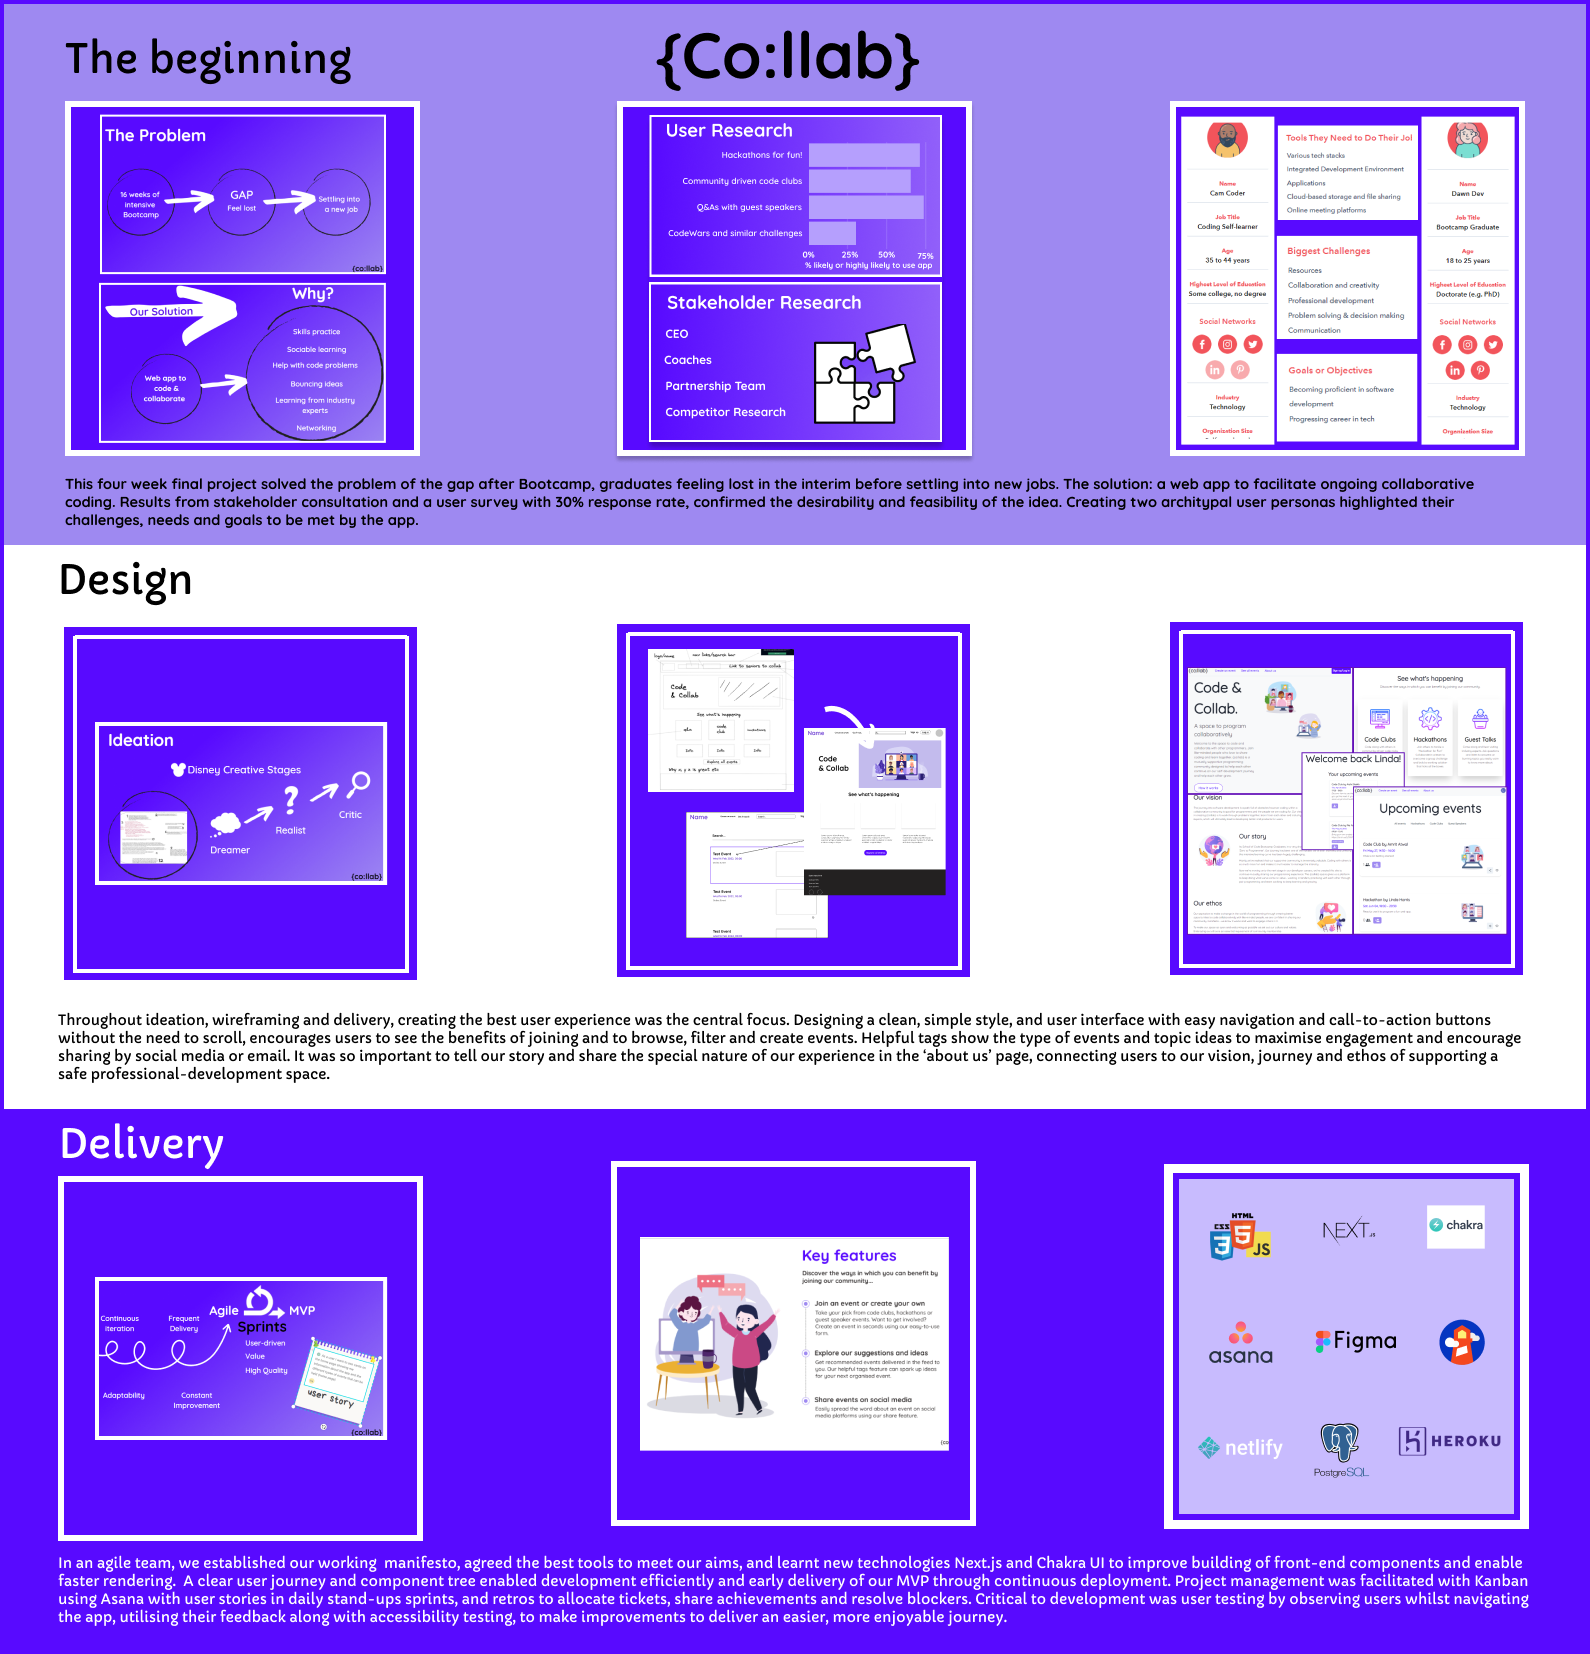 The beginning
{Co:llab}
The Problem
16 weeks of
intensive
Bootcamp
GAP
Feel lost
Settling into
a new job
{co:llab}
Our Solution
Why?
Web app to
code &
collaborate
Skills practice
Sociable learning
Help with code problems
Bouncing ideas
Learning from industry
experts
Networking
User Research
Hackathons for fun!
Community driven code clubs
Q&As with guest speakers
CodeWars and similar challenges
0% 25% 50% 75%
% likely or highly likely to use app
Stakeholder Research
CEO
Coaches
Partnership Team
Competitor Research
Name
Cam Coder
Job Title
Coding Self-learner
Age
35 to 44 years
Highest Level of Education
Some college, no degree
Social Networks
Industry
Technology
Organization Size
Tools They Need to Do Their Jol
Various tech stacks
Integrated Development Environment
Applications
Cloud-based storage and file sharing
Online meeting platforms
Biggest Challenges
Resources
Collaboration and creativity
Professional development
Problem solving & decision making
Communication
Goals or Objectives
Becoming proficient in software
development
Progressing career in tech
Name
Dawn Dev
Job Title
Bootcamp Graduate
Age
18 to 25 years
Highest Level of Education
Doctorate (e.g. PhD)
Social Networks
Industry
Technology
Organization Size
This four week final project solved the problem of the gap after Bootcamp, graduates feeling lost in the interim before settling into new jobs. The solution: a web app to facilitate ongoing collaborative
coding. Results from stakeholder consultation and a user survey with 30% response rate, confirmed the desirability and feasibility of the idea. Creating two architypal user personas highlighted their
challenges, needs and goals to be met by the app.
Design
Ideation
Disney Creative Stages
Dreamer
Realist
Critic
{co:llab}
Code
& Collab
See what's happening
Name
Code
& Collab
See what's happening
Name
Test Event
Test Event
Test Event
Code &
Collab.
A space to program
collaboratively
See what's happening
Code Clubs
Hackathons
Guest Talks
Welcome back Linda!
Your upcoming events
Our vision
Our story
Our ethos
Upcoming events
Throughout ideation, wireframing and delivery, creating the best user experience was the central focus. Designing a clean, simple style, and user interface with easy navigation and call-to-action buttons
without the need to scroll, encourages users to see the benefits of joining and to browse, filter and create events. Helpful tags show the type of events and topic ideas to maximise engagement and encourage
sharing by social media or email. It was so important to tell our story and share the special nature of our experience in the ‘about us’ page, connecting users to our vision, journey and ethos of supporting a
safe professional-development space.
Delivery
Continuous
iteration
Frequent
Delivery
Agile
MVP
Sprints
User-driven
Value
High Quality
Adaptability
Constant
Improvement
user story
{co:llab}
Key features
Discover the ways in which you can benefit by
joining our community...
Join an event or create your own
Take your pick from code clubs, hackathons or
guest speaker events. Want to get involved?
Create an event in seconds using our easy-to-use
form.
Explore our suggestions and ideas
Get recommended events delivered in the feed to
you. Our helpful tags feature can spark up ideas
for your next organised event.
Share events on social media
Easily spread the word about an event on social
media platforms using our share feature.
{co
HTML
CSS
5
3
JS
NEXT.JS
chakra
asana
Figma
netlify
PostgreSQL
HEROKU
In an agile team, we established our working manifesto, agreed the best tools to meet our aims, and learnt new technologies Next.js and Chakra UI to improve building of front-end components and enable
faster rendering. A clear user journey and component tree enabled development efficiently and early delivery of our MVP through continuous deployment. Project management was facilitated with Kanban
using Asana with user stories in daily stand-ups sprints, and retros to allocate tickets, share achievements and resolve blockers. Critical to development was user testing by observing users whilst navigating
the app, utilising their feedback along with accessibility testing, to make improvements to deliver an easier, more enjoyable journey.